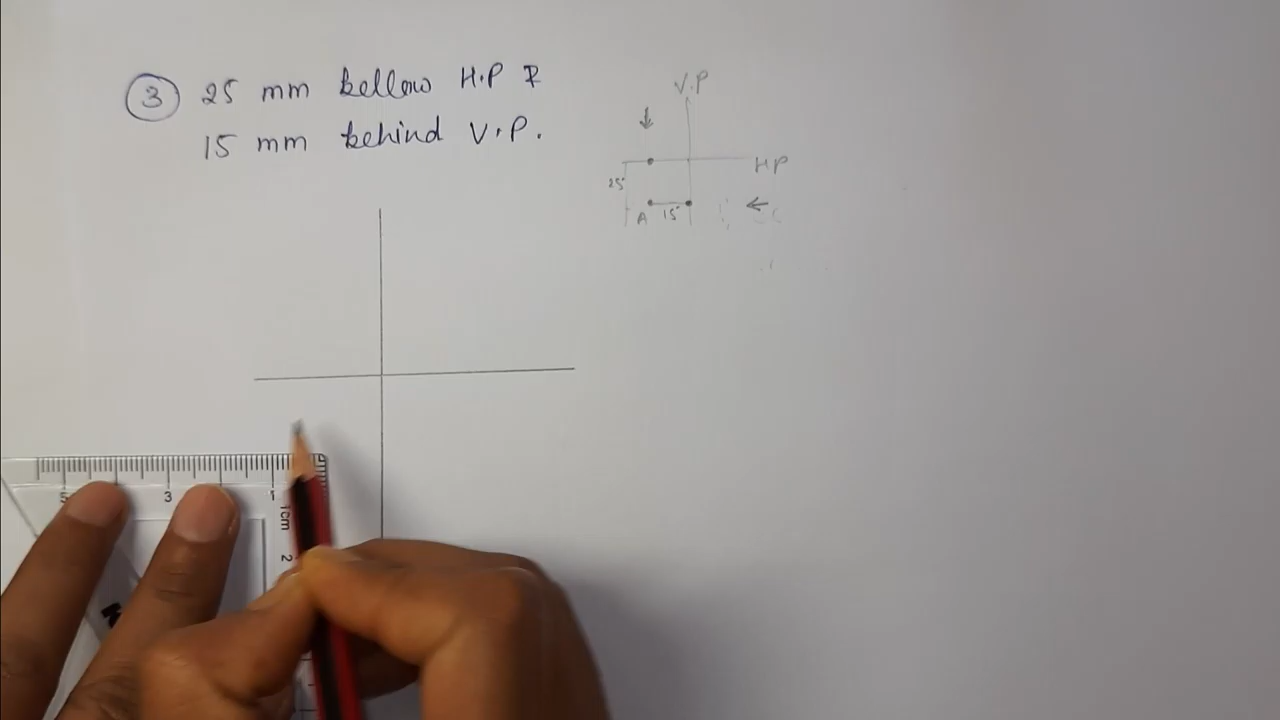 3 25 mm bellow H.P &
15 mm behind V.P.
V.P
HP
25
A 15
5 3 1
1cm
2